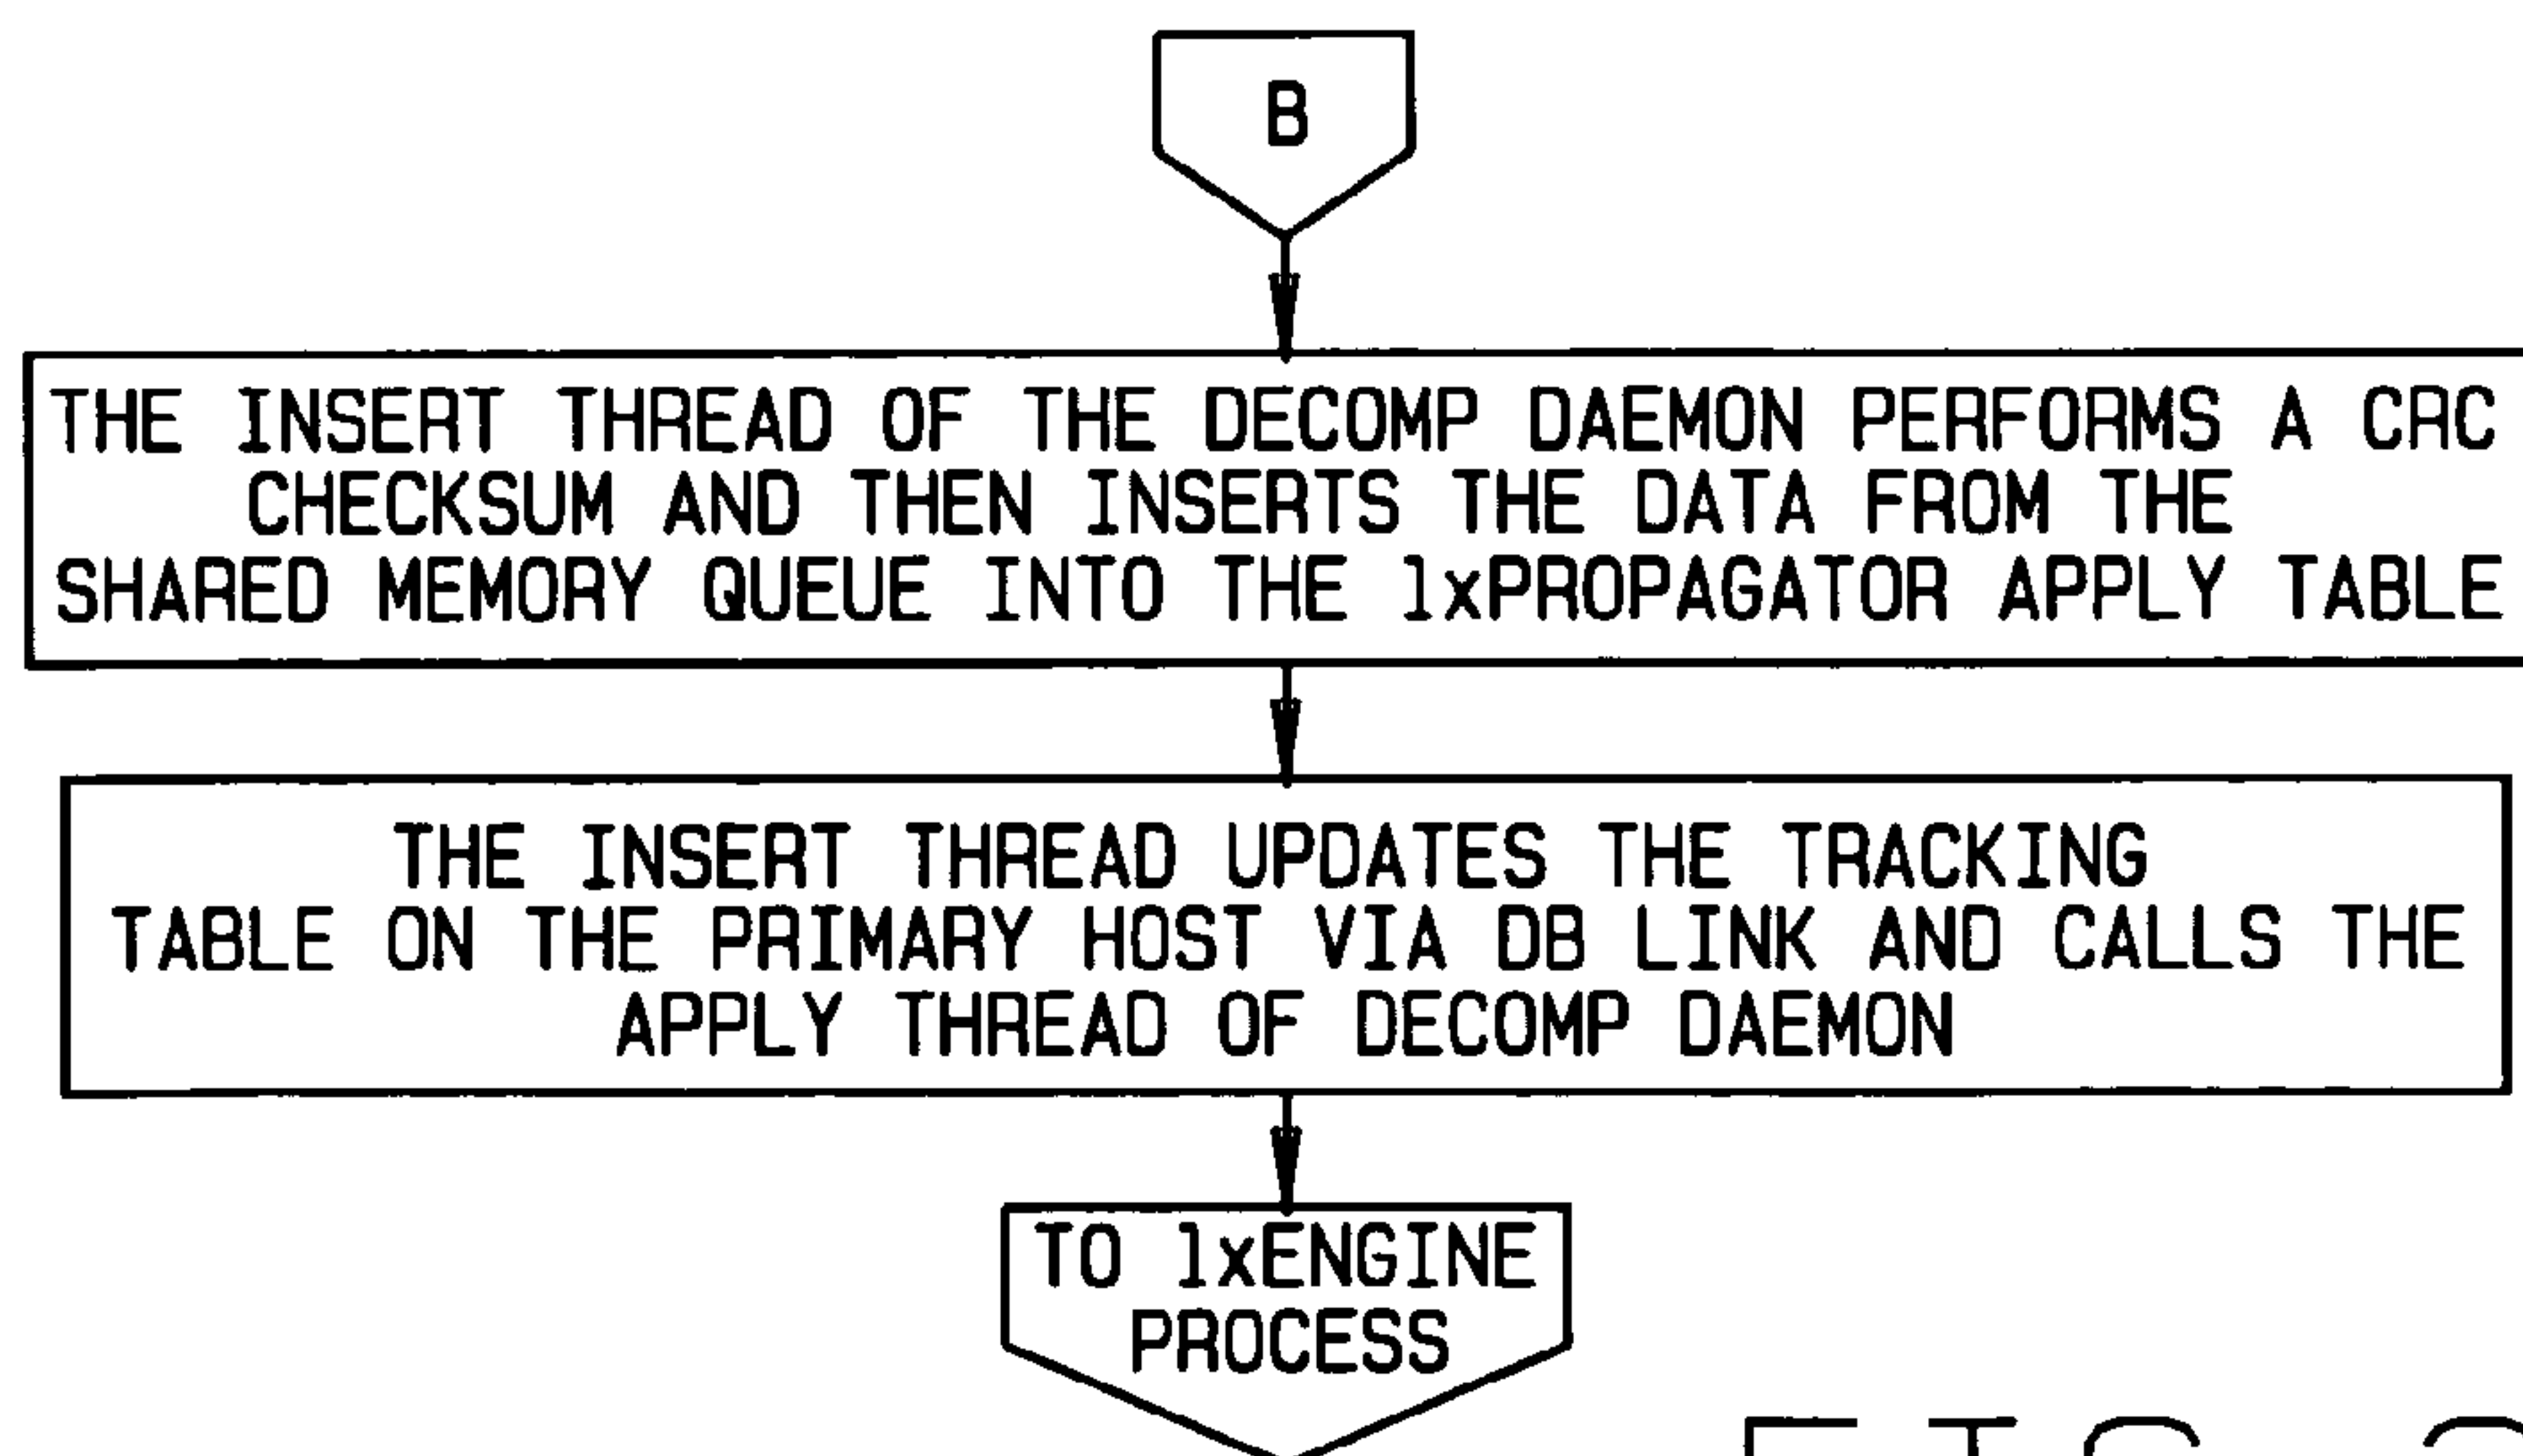 B
THE INSERT THREAD OF THE DECOMP DAEMON PERFORMS A CRC
CHECKSUM AND THEN INSERTS THE DATA FROM THE
SHARED MEMORY QUEUE INTO THE lxPROPAGATOR APPLY TABLE
THE INSERT THREAD UPDATES THE TRACKING
TABLE ON THE PRIMARY HOST VIA DB LINK AND CALLS THE
APPLY THREAD OF DECOMP DAEMON
TO lxENGINE
PROCESS